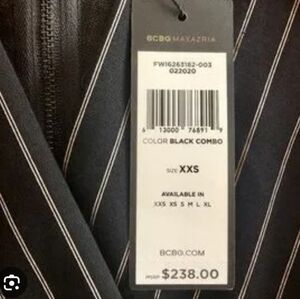 BCBGMAXAZRIA
FWI6263182-003
022020
6 13000 76891 9
COLOR BLACK COMBO
SIZE XXS
AVAILABLE IN
XXS XS S M L XL
BCBG.COM
MSRP $238.00